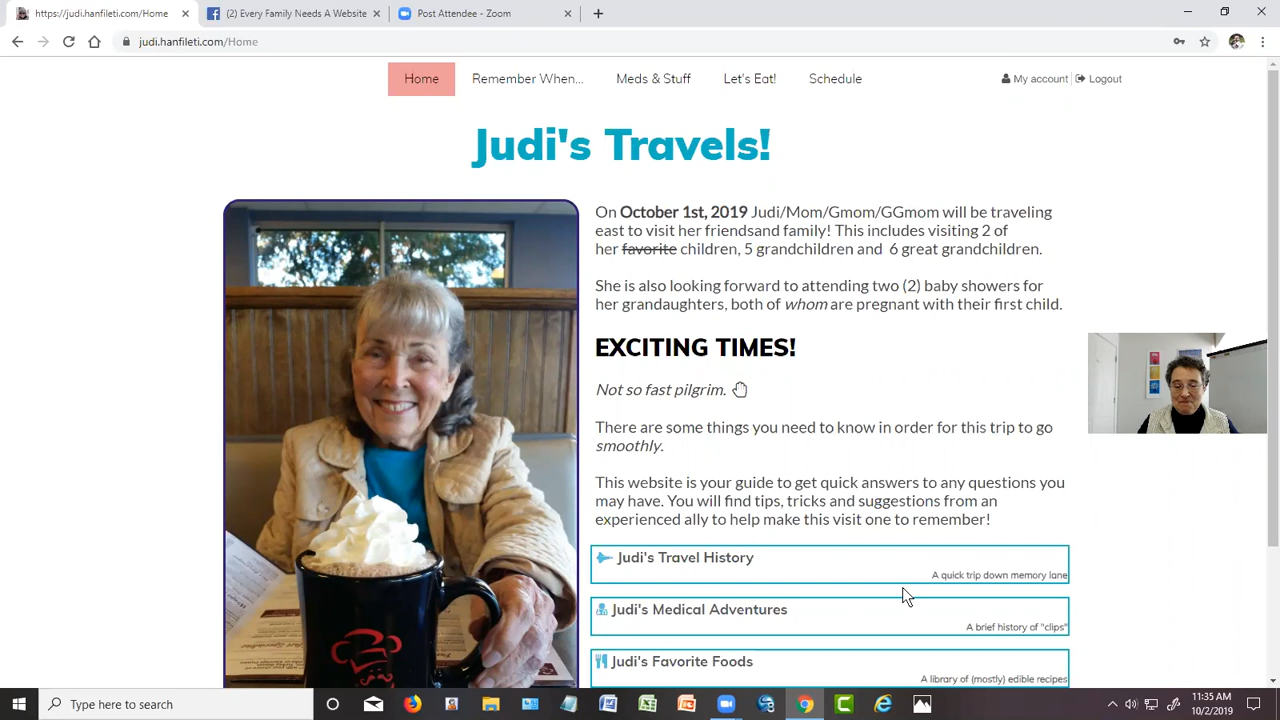 https://judi.hanfileti.com/Home
(2) Every Family Needs A Website
Post Attendee - Zoom
judi.hanfileti.com/Home
Home
Remember When...
Meds & Stuff
Let's Eat!
Schedule
My account
Logout
Judi's Travels!
On October 1st, 2019 Judi/Mom/Gmom/GGmom will be traveling
east to visit her friendsand family! This includes visiting 2 of
her favorite children, 5 grandchildren and 6 great grandchildren.
She is also looking forward to attending two (2) baby showers for
her grandaughters, both of whom are pregnant with their first child.
EXCITING TIMES!
Not so fast pilgrim.
There are some things you need to know in order for this trip to go
smoothly.
This website is your guide to get quick answers to any questions you
may have. You will find tips, tricks and suggestions from an
experienced ally to help make this visit one to remember!
Judi's Travel History
A quick trip down memory lane
Judi's Medical Adventures
A brief history of "clips"
Judi's Favorite Foods
A library of (mostly) edible recipes
Type here to search
11:35 AM
10/2/2019